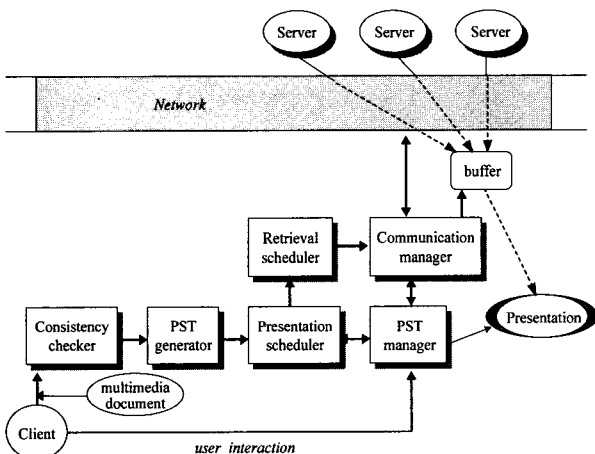 Server
Server
Server
Network
buffer
Retrieval
scheduler
Communication
manager
Consistency
checker
PST
generator
Presentation
scheduler
PST
manager
Presentation
multimedia
document
Client
user interaction